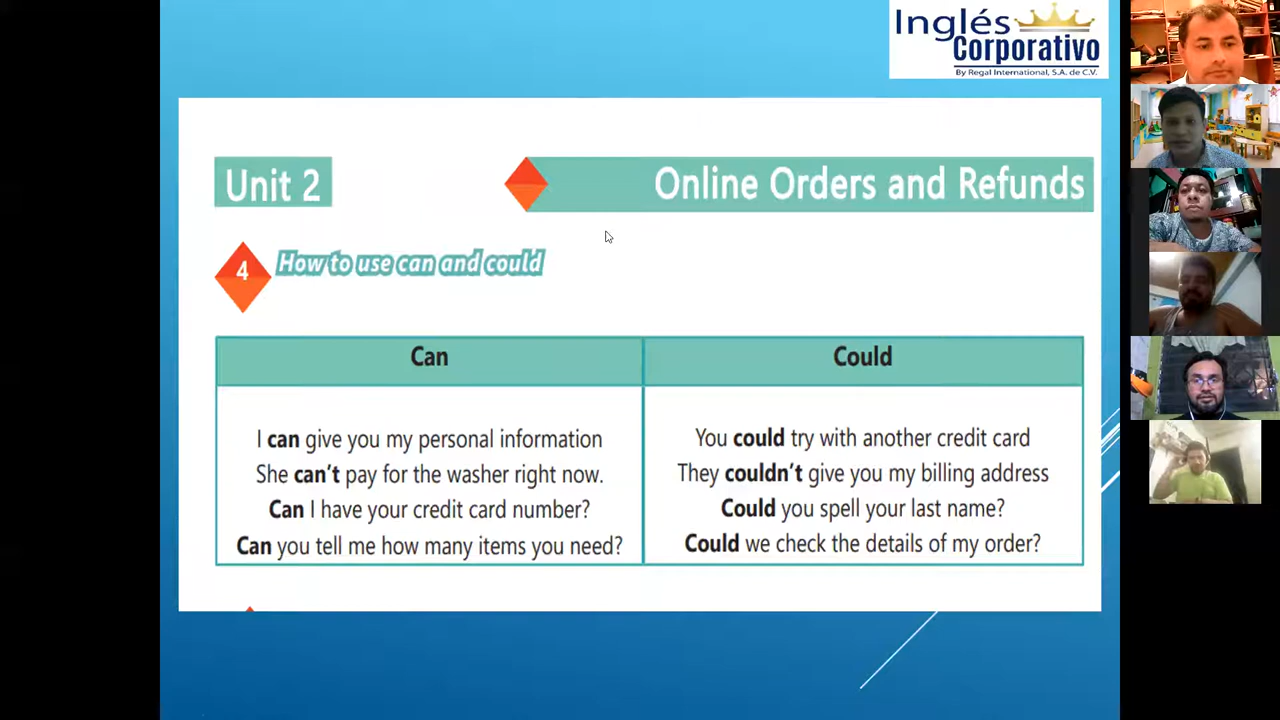 Inglés
Corporativo
By Regal International, S.A. de C.V.
Unit 2
Online Orders and Refunds
4
How to use can and could
Can
Could
I can give you my personal information
She can't pay for the washer right now.
Can I have your credit card number?
Can you tell me how many items you need?
You could try with another credit card
They couldn't give you my billing address
Could you spell your last name?
Could we check the details of my order?